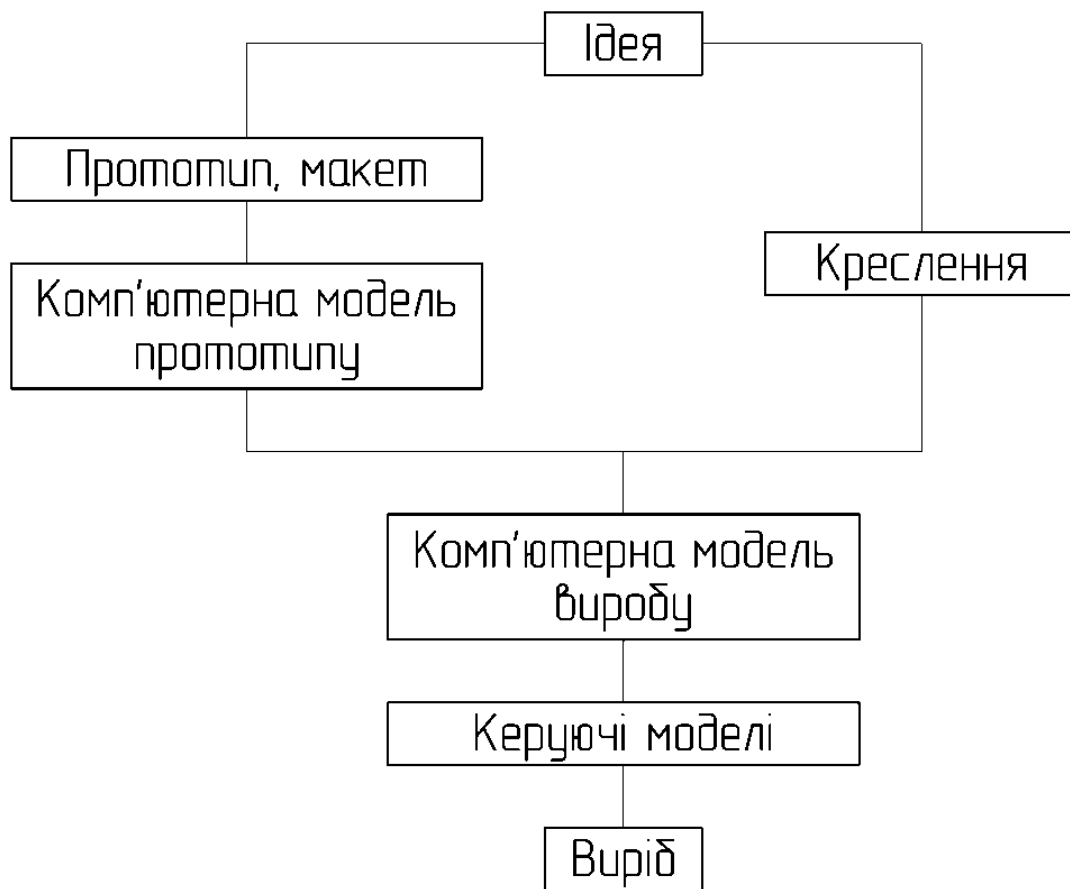 Ідея
Прототип, макет
Креслення
Комп'ютерна модель
прототипу
Комп'ютерна модель
виробу
Керуючі моделі
Виріб